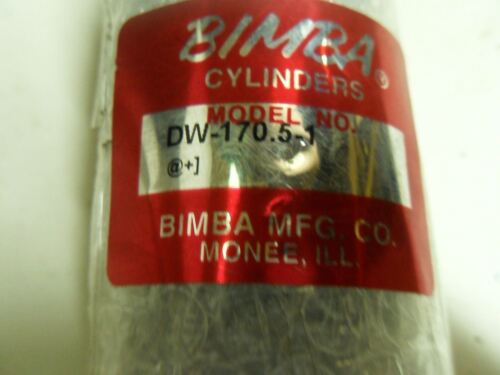 BIMBA®
CYLINDERS
MODEL NO.
DW-170.5-1
@+]
BIMBA MFG. CO.
MONEE, ILL.